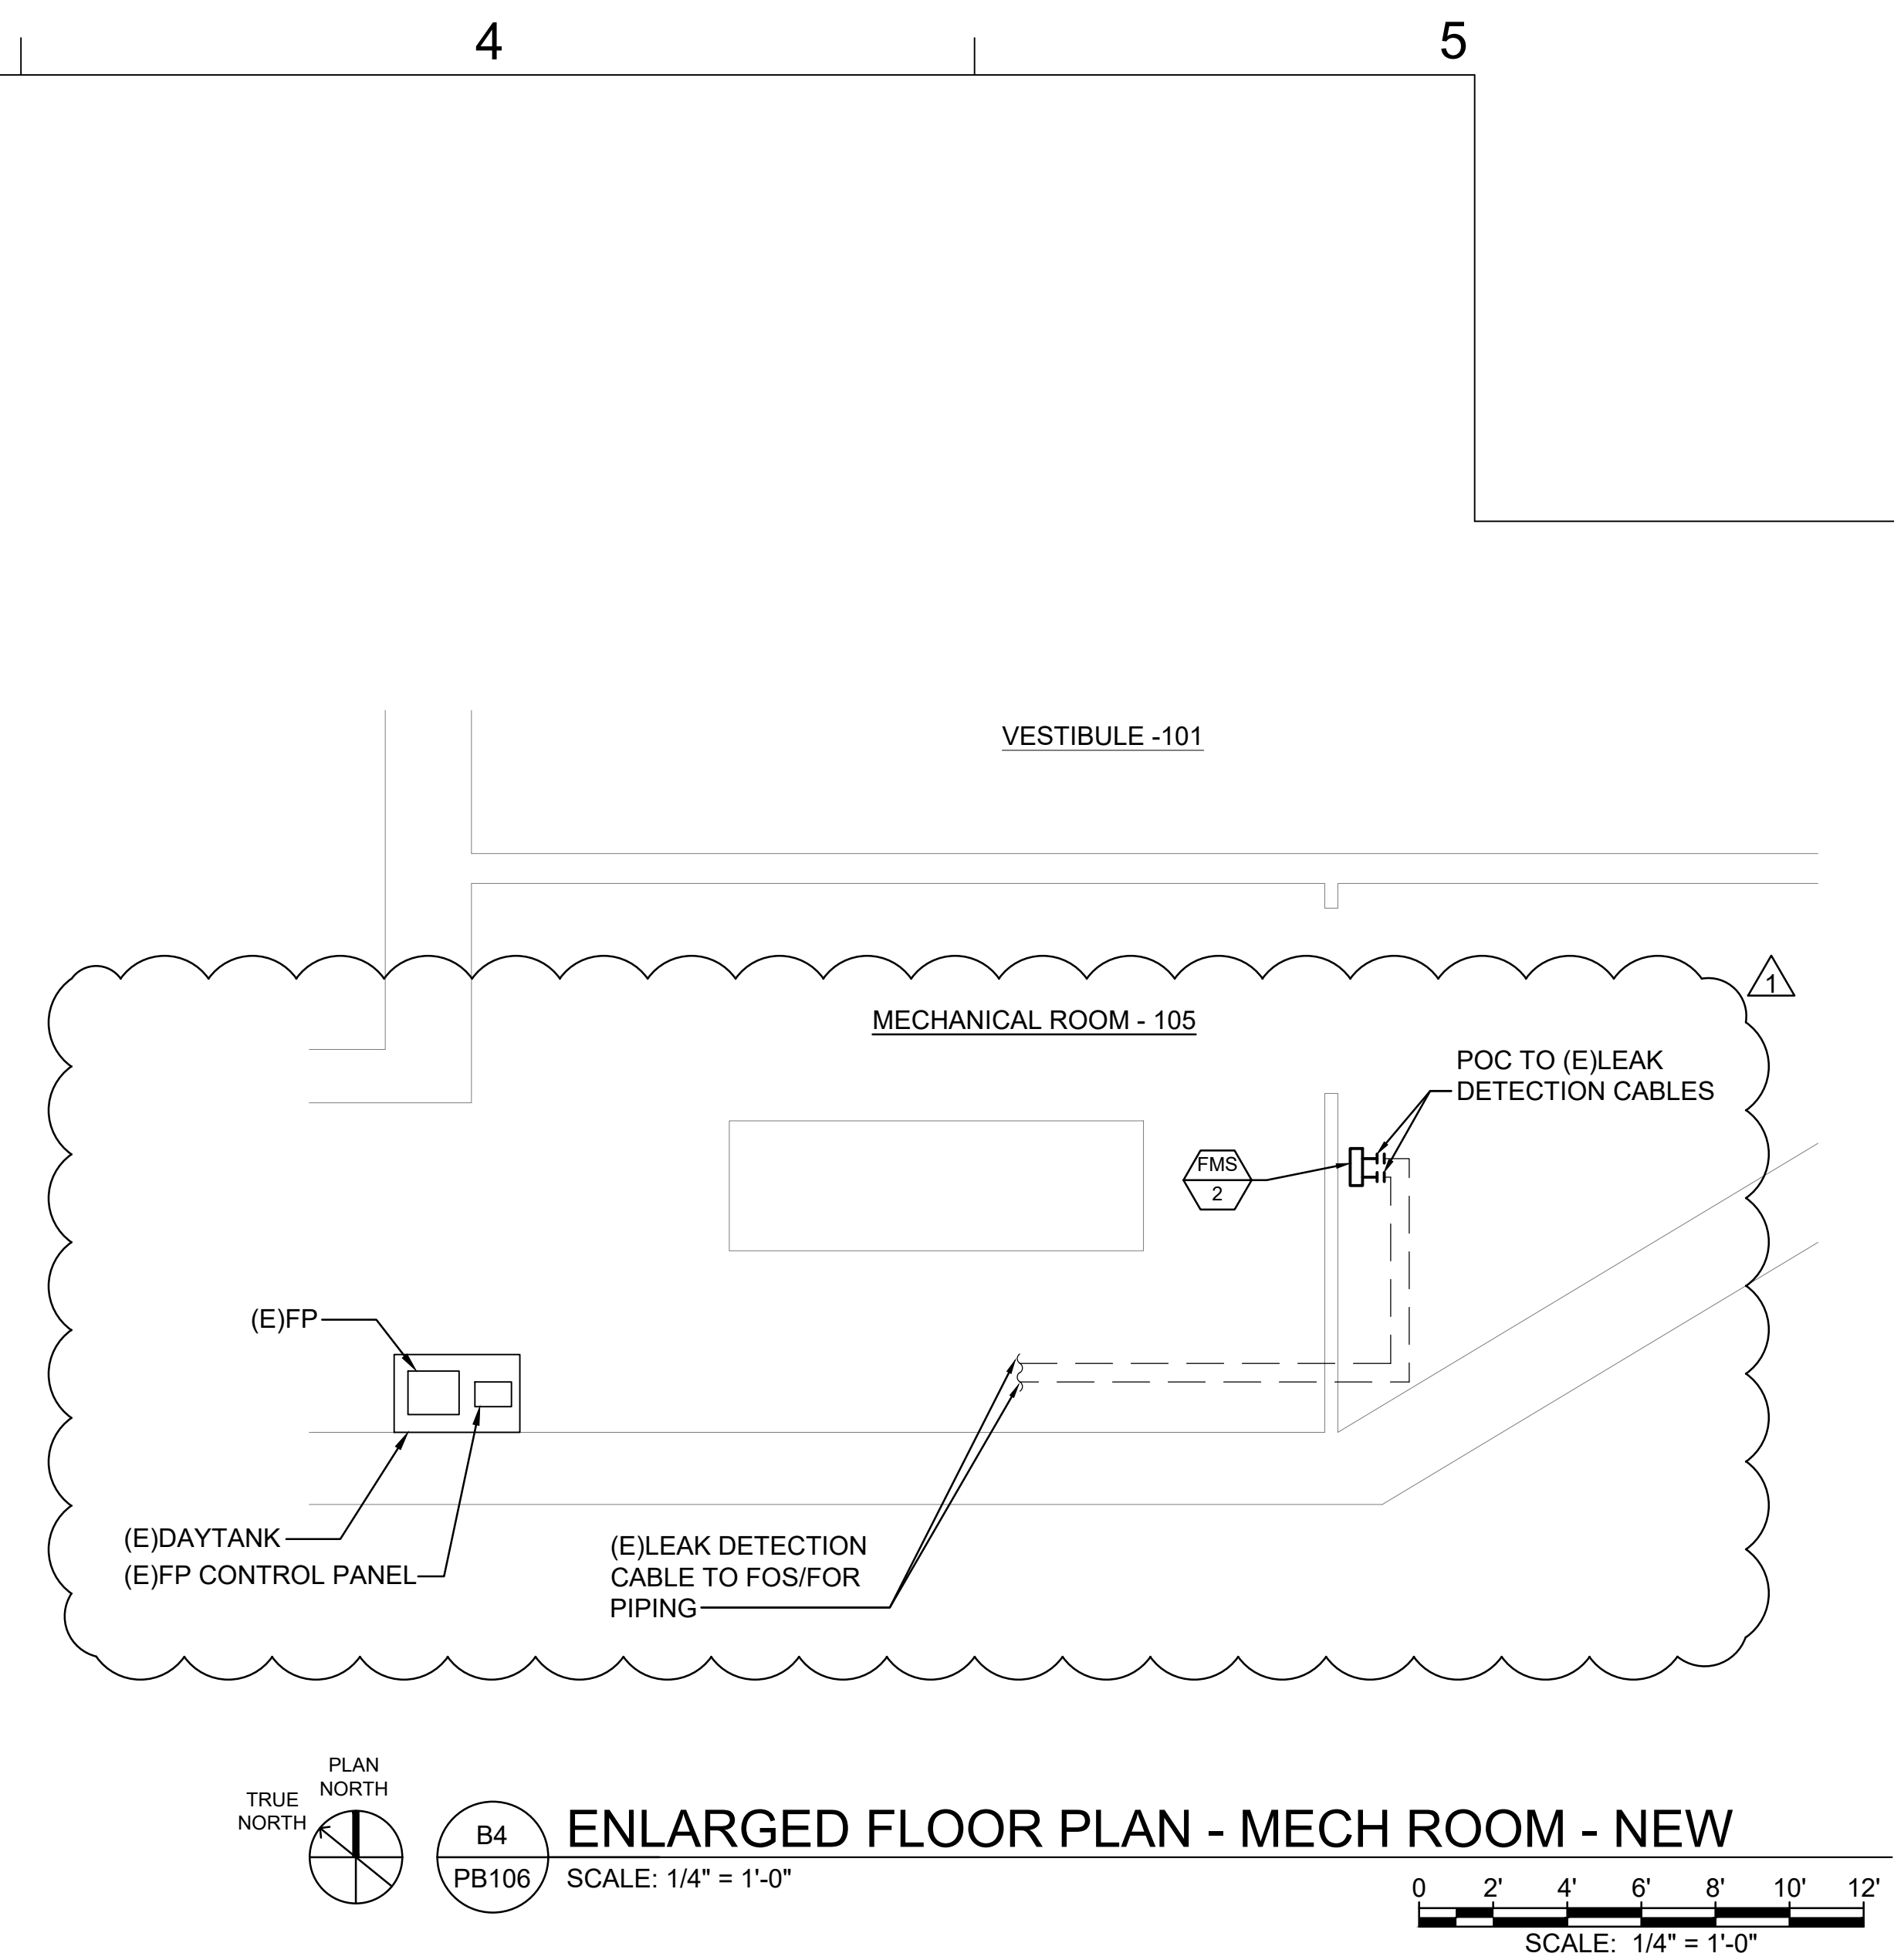 4
5
VESTIBULE -101
MECHANICAL ROOM - 105
1
POC TO (E)LEAK
DETECTION CABLES
FMS
2
(E)FP
(E)DAYTANK
(E)FP CONTROL PANEL
(E)LEAK DETECTION
CABLE TO FOS/FOR
PIPING
PLAN
NORTH
TRUE
NORTH
B4
PB106
ENLARGED FLOOR PLAN - MECH ROOM - NEW
SCALE: 1/4" = 1'-0"
0 2' 4' 6' 8' 10' 12'
SCALE: 1/4" = 1'-0"